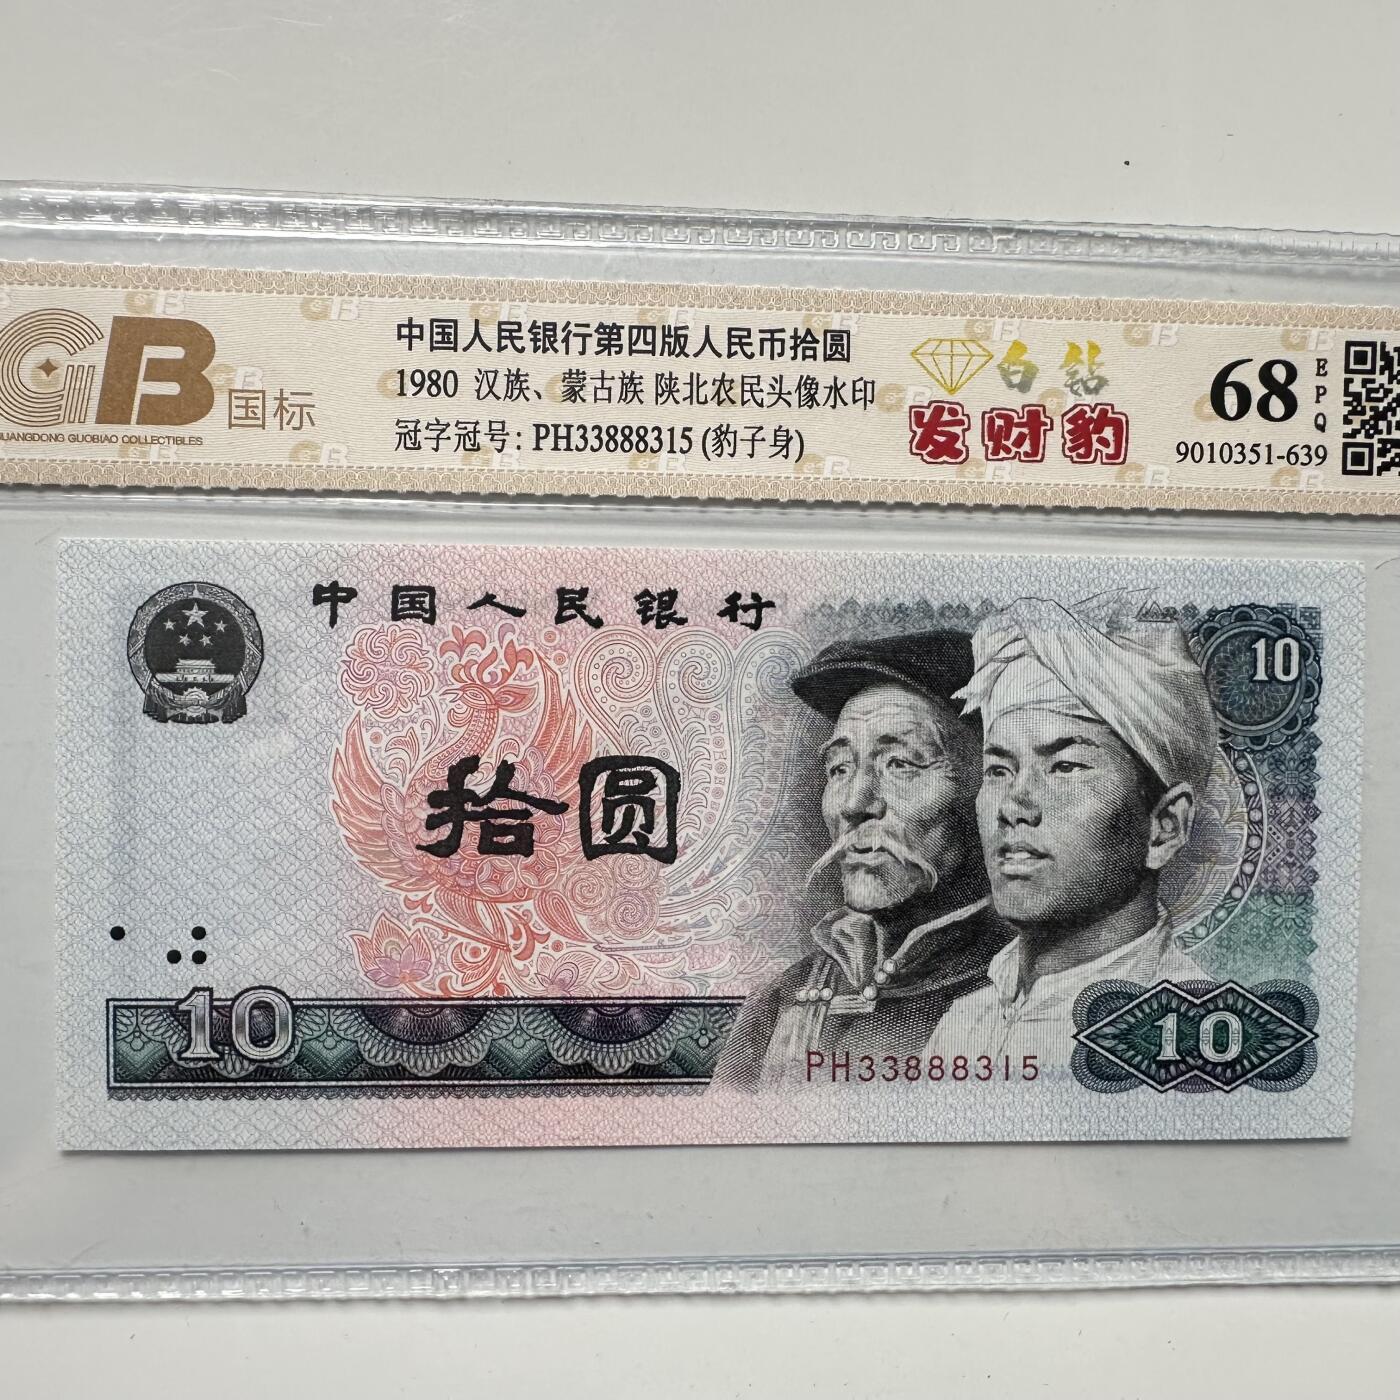 GB 国标
GUANGDONG GUOBIAO COLLECTIBLES
中国人民银行第四版人民币拾圆
1980 汉族、蒙古族 陕北农民头像水印
冠字冠号: PH33888315 (豹子身)
白钻
发财豹
68 EPQ
9010351-639
中国人民银行
10
拾圆
10
PH33888315
10